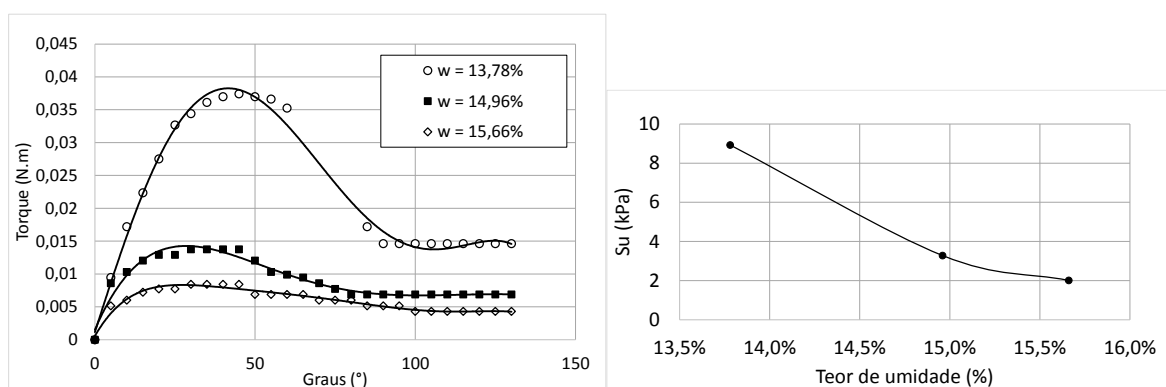 0,045
0,04
0,035
0,03
0,025
0,02
0,015
0,01
0,005
0
Torque (N.m)
0 50 100 150
Graus (°)
w = 13,78%
w = 14,96%
w = 15,66%
10
8
6
4
2
0
Su (kPa)
13,5% 14,0% 14,5% 15,0% 15,5% 16,0%
Teor de umidade (%)